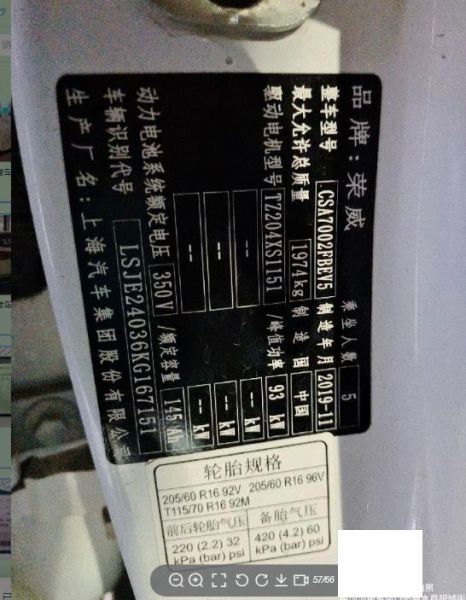 品牌:荣威
乘坐人数 5
整车型号 CSA7002FBEV5 制造年月 2019-11
最大允许总质量 1974kg 制造国 中国
驱动电机型号 TZ204XS1151 /峰值功率 93 kW
-- -- kW
-- -- kW
-- -- kW
动力电池系统额定电压 350V /额定容量 145Ah
车辆识别代号 LSJE24036KG167151
生产厂名:上海汽车集团股份有限公司
轮胎规格
205/60 R16 92V 205/60 R16 96V
T115/70 R16 92M
前后轮胎气压 备胎气压
220 (2.2) 32 420 (4.2) 60
kPa (bar) psi kPa (bar) psi
57/66